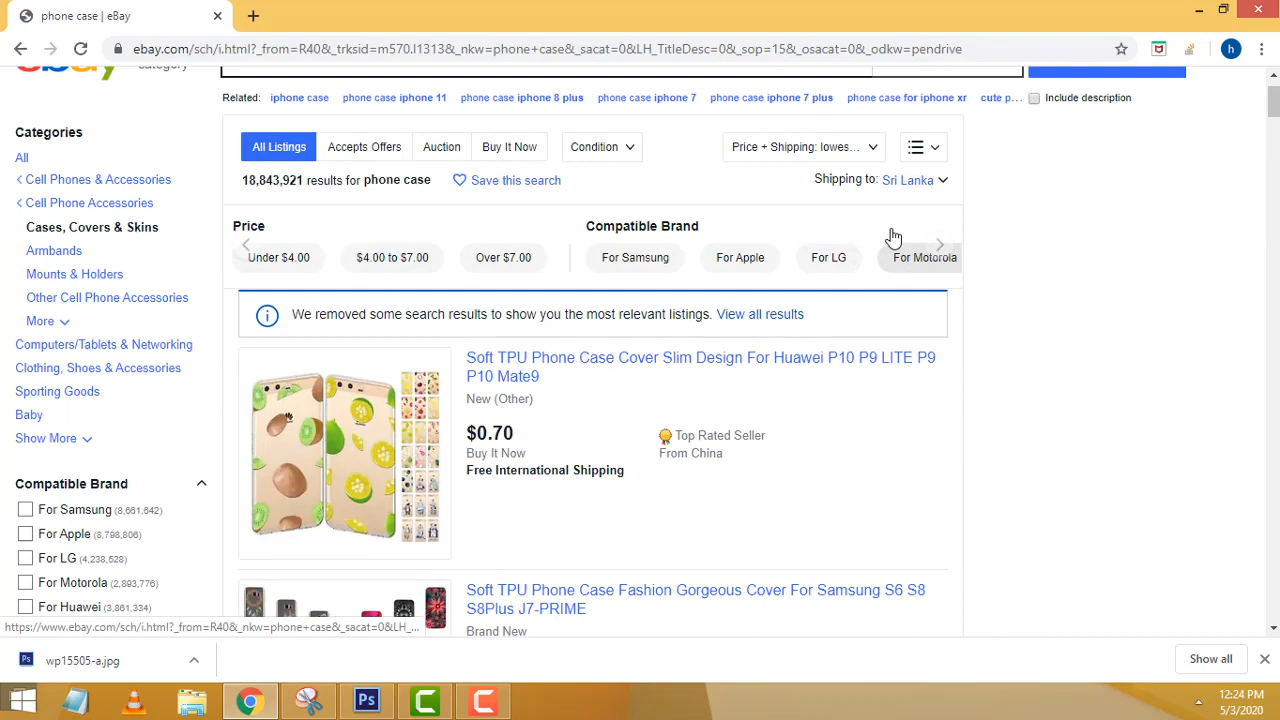 phone case | eBay
ebay.com/sch/i.html?_from=R40&_trksid=m570.l1313&_nkw=phone+case&_sacat=0&LH_TitleDesc=0&_sop=15&_osacat=0&_odkw=pendrive
h
ebay
category
Related: iphone case phone case iphone 11 phone case iphone 8 plus phone case iphone 7 phone case iphone 7 plus phone case for iphone xr cute p... Include description
Categories
All
Cell Phones & Accessories
Cell Phone Accessories
Cases, Covers & Skins
Armbands
Mounts & Holders
Other Cell Phone Accessories
More
Computers/Tablets & Networking
Clothing, Shoes & Accessories
Sporting Goods
Baby
Show More
Compatible Brand
For Samsung (8,661,642)
For Apple (8,798,806)
For LG (4,238,528)
For Motorola (2,893,776)
For Huawei (3,861,334)
All Listings Accepts Offers Auction Buy It Now Condition Price + Shipping: lowes...
18,843,921 results for phone case Save this search Shipping to: Sri Lanka
Price Compatible Brand
Under $4.00 $4.00 to $7.00 Over $7.00 For Samsung For Apple For LG For Motorola
We removed some search results to show you the most relevant listings. View all results
Soft TPU Phone Case Cover Slim Design For Huawei P10 P9 LITE P9
P10 Mate9
New (Other)
$0.70
Buy It Now
Free International Shipping
Top Rated Seller
From China
Soft TPU Phone Case Fashion Gorgeous Cover For Samsung S6 S8
S8Plus J7-PRIME
Brand New
https://www.ebay.com/sch/i.html?_from=R40&_nkw=phone+case&_sacat=0&LH_...
wp15505-a.jpg
Show all
Ps
12:24 PM
5/3/2020